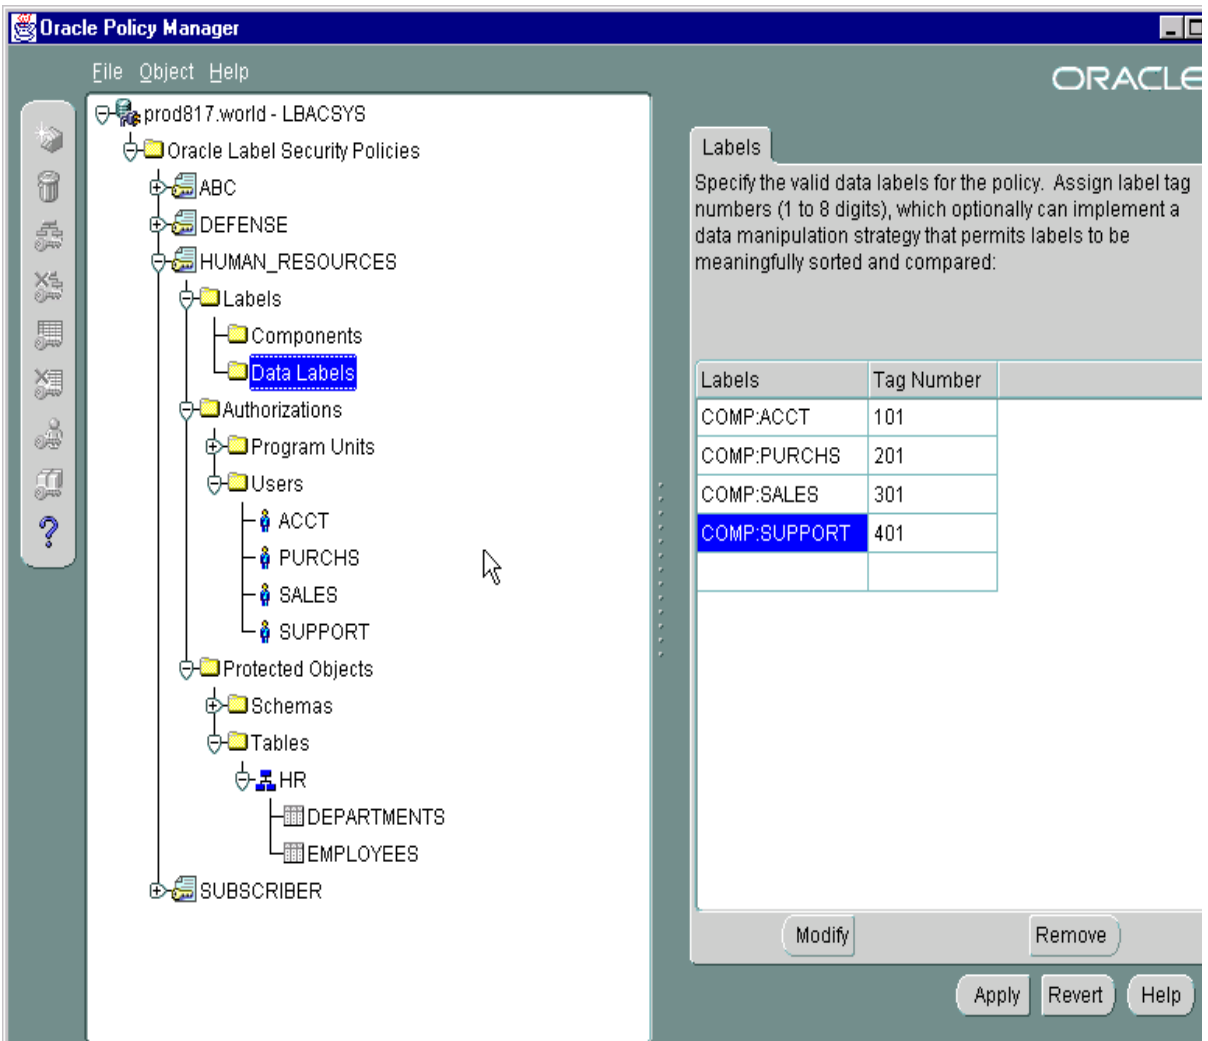 Oracle Policy Manager
File Object Help
ORACLE
prod817.world - LBACSYS
Oracle Label Security Policies
ABC
DEFENSE
HUMAN_RESOURCES
Labels
Components
Data Labels
Authorizations
Program Units
Users
ACCT
PURCHS
SALES
SUPPORT
Protected Objects
Schemas
Tables
HR
DEPARTMENTS
EMPLOYEES
SUBSCRIBER
Labels
Specify the valid data labels for the policy. Assign label tag
numbers (1 to 8 digits), which optionally can implement a
data manipulation strategy that permits labels to be
meaningfully sorted and compared:
Labels Tag Number
COMP:ACCT 101
COMP:PURCHS 201
COMP:SALES 301
COMP:SUPPORT 401
Modify Remove
Apply Revert Help